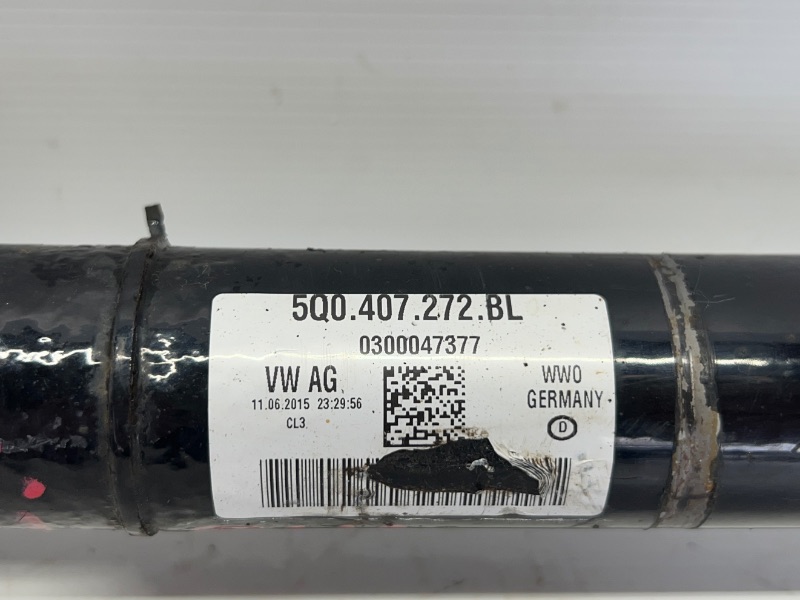 5Q0.407.272.BL
0300047377
VW AG
11.06.2015 23:29:56
CL3
WWO
GERMANY
D